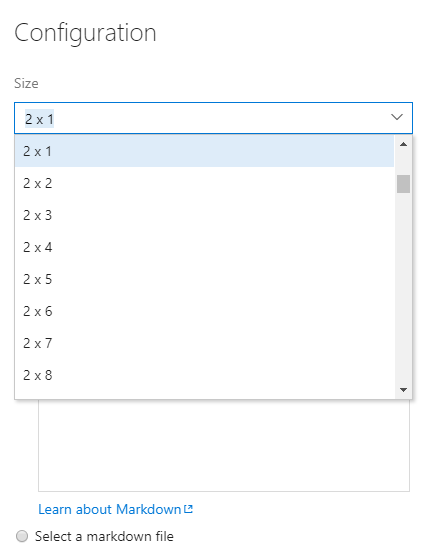 Configuration
Size
2 x 1
2 x 1
2 x 2
2 x 3
2 x 4
2 x 5
2 x 6
2 x 7
2 x 8
Learn about Markdown
Select a markdown file